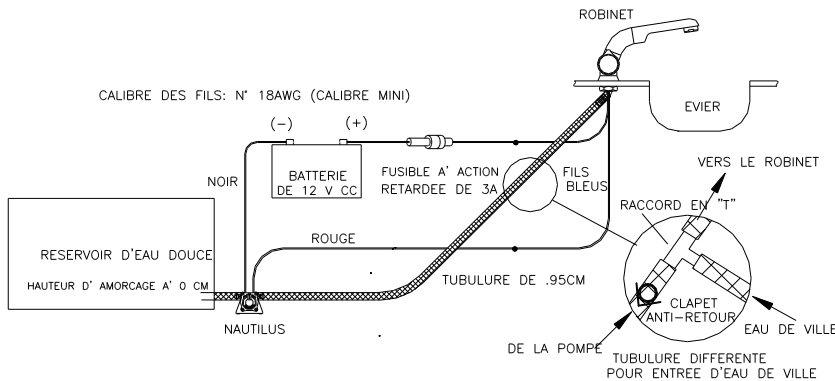 ROBINET
CALIBRE DES FILS: N° 18AWG (CALIBRE MINI)
EVIER
(-)
(+)
VERS LE ROBINET
NOIR
BATTERIE
DE 12 V CC
FUSIBLE A' ACTION
RETARDEE DE 3A
FILS
BLEUS
RACCORD EN "T"
RESERVOIR D'EAU DOUCE
ROUGE
HAUTEUR D' AMORCAGE A' 0 CM
TUBULURE DE .95CM
CLAPET
ANTI-RETOUR
NAUTILUS
EAU DE VILLE
DE LA POMPE
TUBULURE DIFFERENTE
POUR ENTREE D'EAU DE VILLE